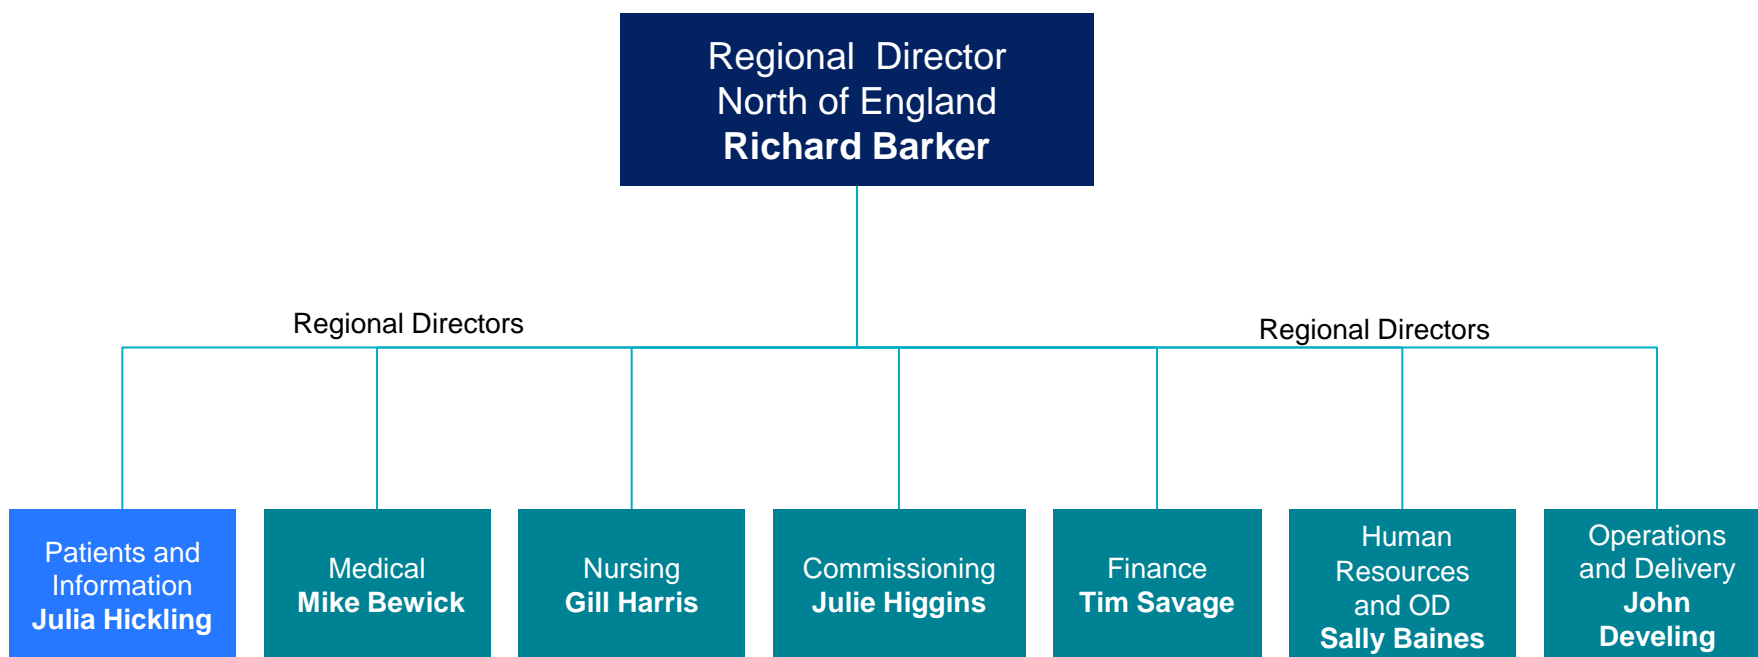 Regional Director
North of England
Richard Barker
Regional Directors
Regional Directors
Patients and
Information
Julia Hickling
Medical
Mike Bewick
Nursing
Gill Harris
Commissioning
Julie Higgins
Finance
Tim Savage
Human
Resources
and OD
Sally Baines
Operations
and Delivery
John
Develing